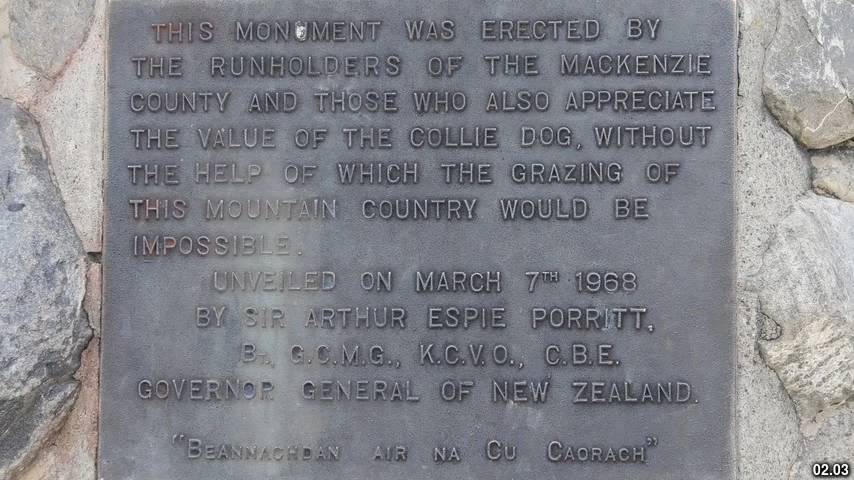 THIS MONUMENT WAS ERECTED BY
THE RUNHOLDERS OF THE MACKENZIE
COUNTY AND THOSE WHO ALSO APPRECIATE
THE VALUE OF THE COLLIE DOG, WITHOUT
THE HELP OF WHICH THE GRAZING OF
THIS MOUNTAIN COUNTRY WOULD BE
IMPOSSIBLE.
UNVEILED ON MARCH 7TH 1968
BY SIR ARTHUR ESPIE PORRITT,
BT., G.C.M.G., K.C.V.O., C.B.E.
GOVERNOR GENERAL OF NEW ZEALAND.
"BEANNACHDAN AIR NA CU CAORACH"
02.03